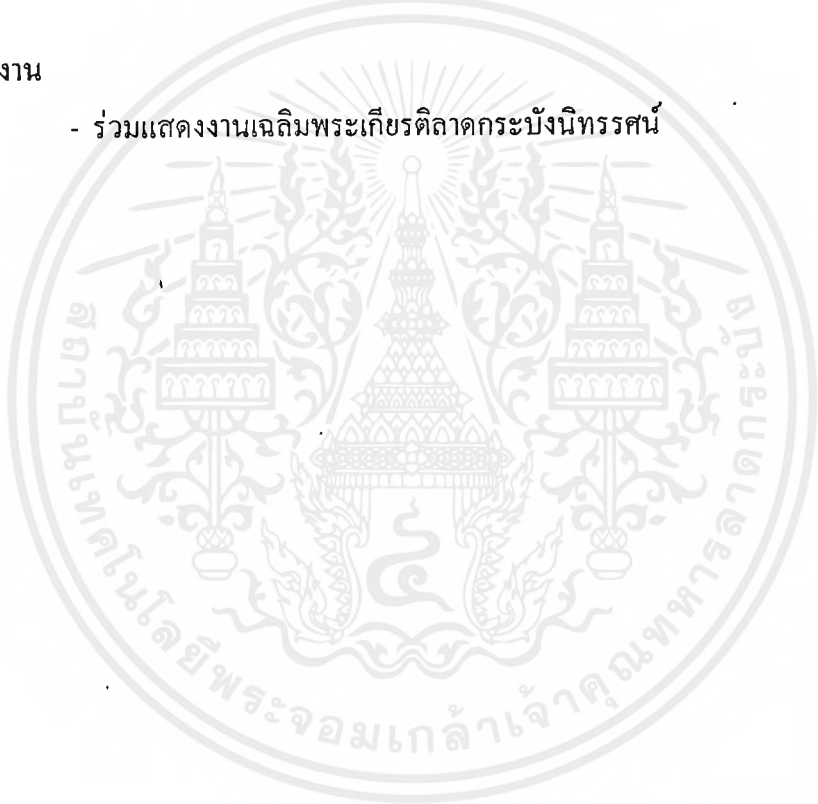 งาน
- ร่วมแสดงงานเฉลิมพระเกียรติลาดกระบังนิทรรศน์
สถาบันเทคโนโลยีพระจอมเกล้าเจ้าคุณทหารลาดกระบัง
๔